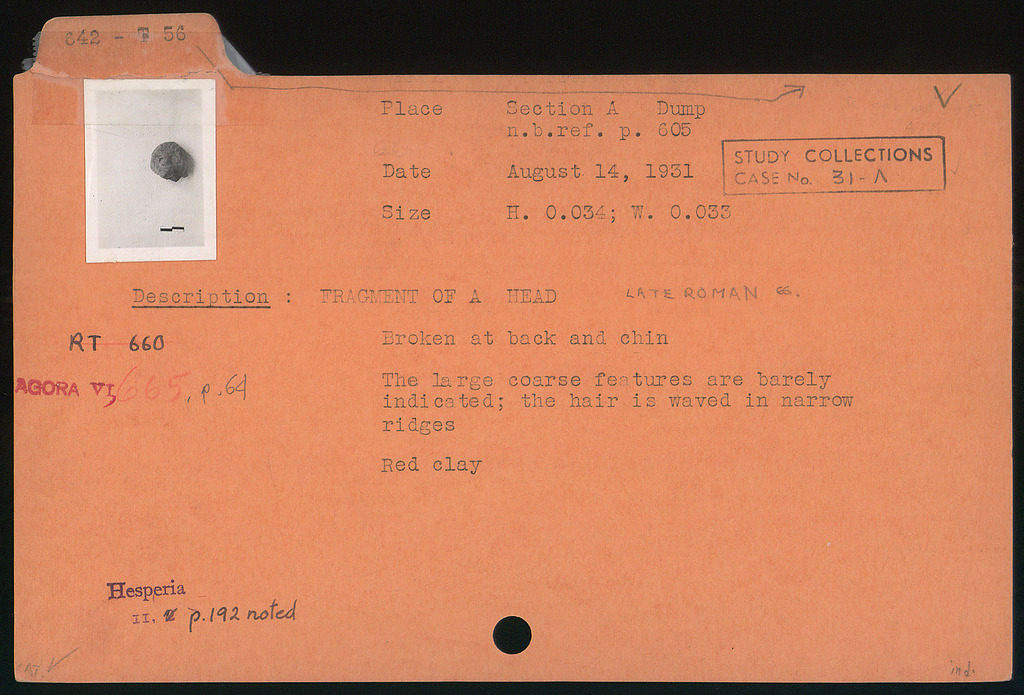 642 - T 56
Place Section A Dump
n.b.ref. p. 605
Date August 14, 1931
Size H. 0.034; W. 0.033
STUDY COLLECTIONS
CASE No. 31-Λ
Description : FRAGMENT OF A HEAD LATE ROMAN
RT 660
Broken at back and chin
AGORA VI, 665, p.64
The large coarse features are barely
indicated; the hair is waved in narrow
ridges
Red clay
Hesperia
II. p.192 noted
ind.